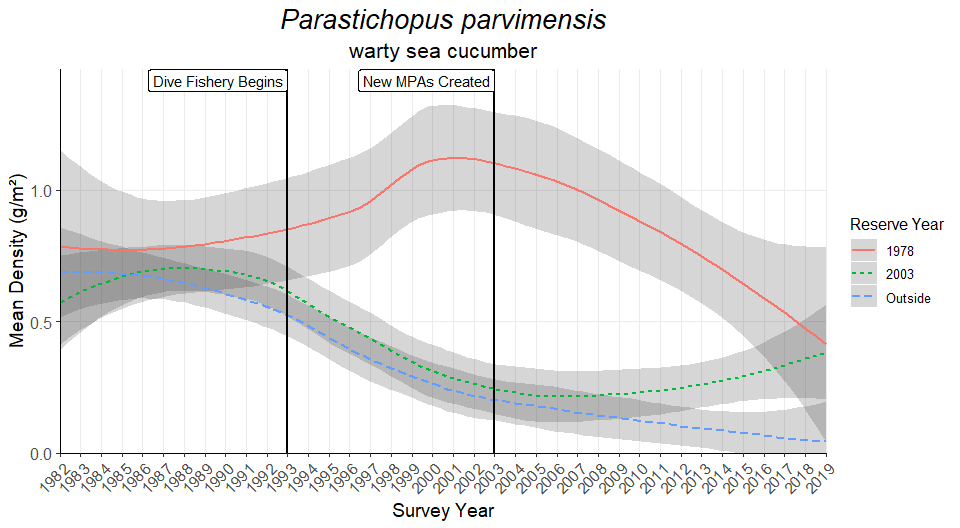 Parastichopus parvimensis
warty sea cucumber
Dive Fishery Begins
New MPAs Created
Mean Density (g/m²)
1.0
0.5
0.0
1982 1983 1984 1985 1986 1987 1988 1989 1990 1991 1992 1993 1994 1995 1996 1997 1998 1999 2000 2001 2002 2003 2004 2005 2006 2007 2008 2009 2010 2011 2012 2013 2014 2015 2016 2017 2018 2019
Survey Year
Reserve Year
1978
2003
Outside